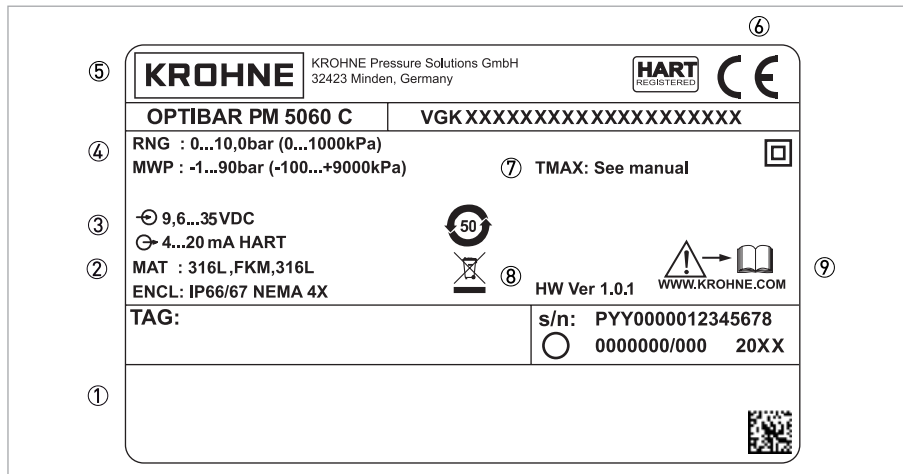 ⑥
⑤ KROHNE
KROHNE Pressure Solutions GmbH
32423 Minden, Germany
HART
REGISTERED
CE
OPTIBAR PM 5060 C
VGK XXXXXXXXXXXXXXXXXXXX
④ RNG : 0...10,0bar (0...1000kPa)
MWP : -1...90bar (-100...+9000kPa)
⑦ TMAX: See manual
③ 9,6...35VDC
4...20 mA HART
50
② MAT : 316L,FKM,316L
ENCL: IP66/67 NEMA 4X
⑧ HW Ver 1.0.1
WWW.KROHNE.COM
⑨
TAG:
s/n: PYY0000012345678
0000000/000 20XX
①